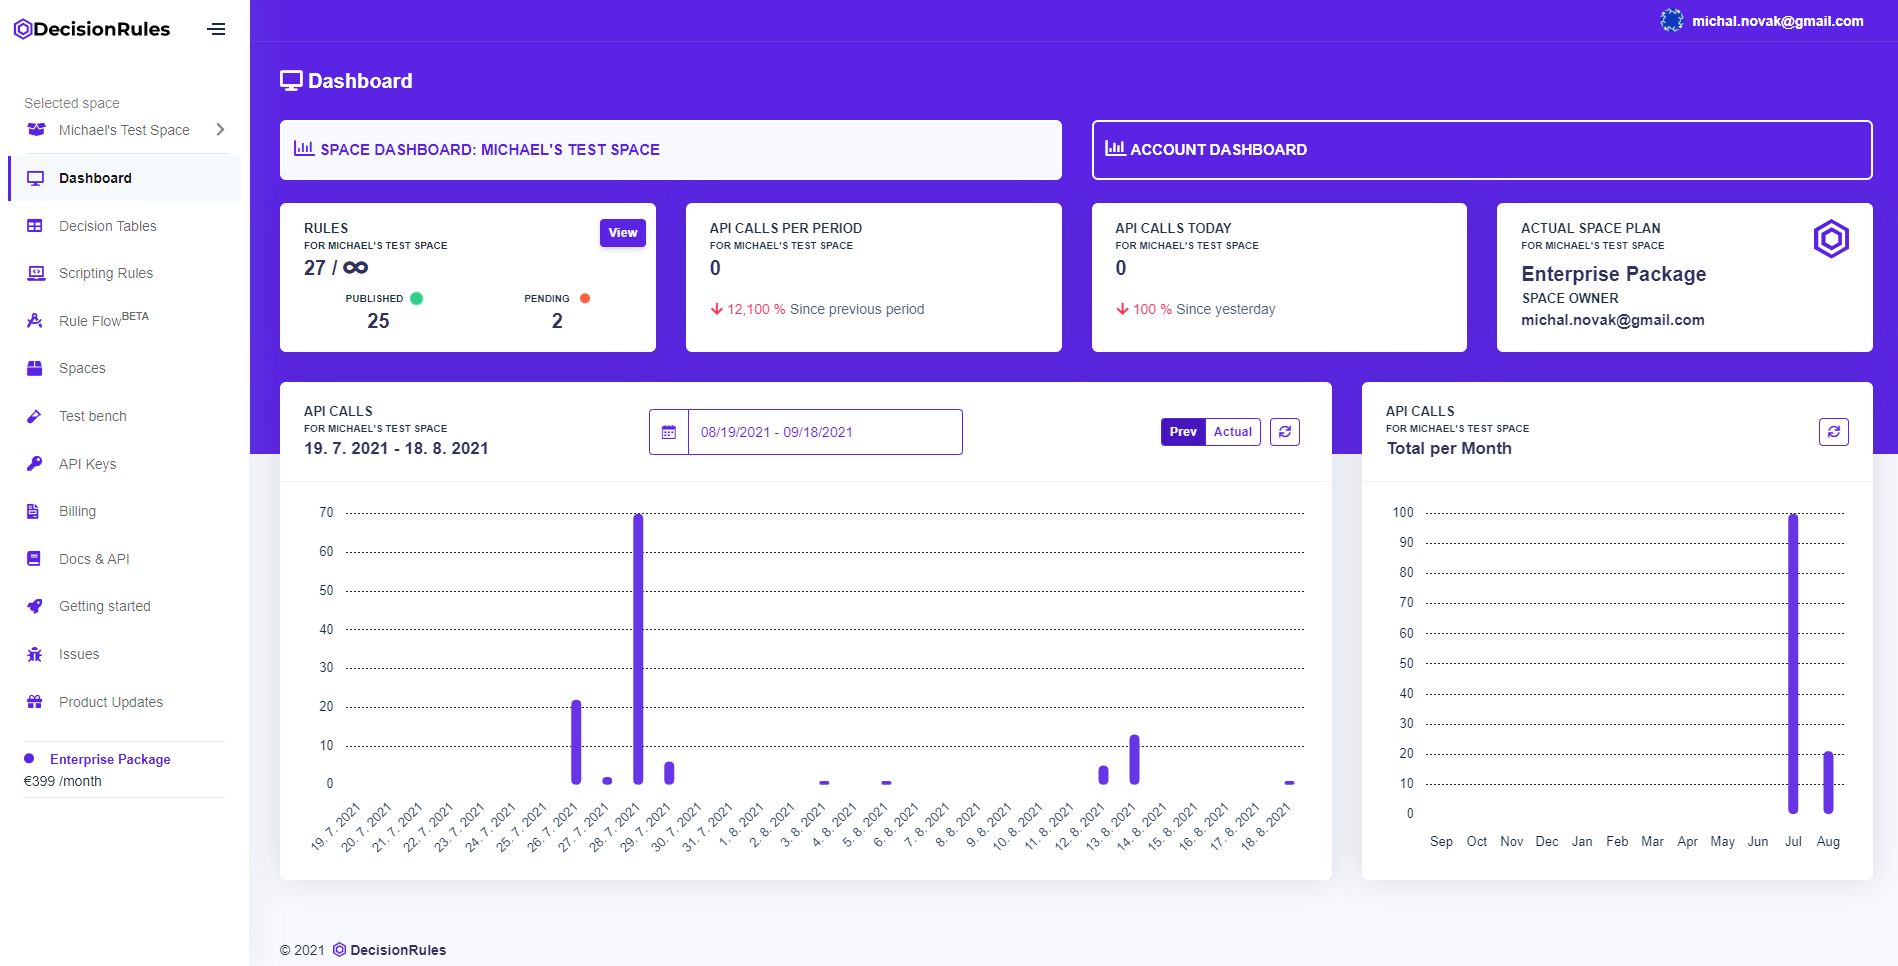 DecisionRules
michal.novak@gmail.com
Selected space
Michael's Test Space
Dashboard
Decision Tables
Scripting Rules
Rule FlowBETA
Spaces
Test bench
API Keys
Billing
Docs & API
Getting started
Issues
Product Updates
Enterprise Package
€399 /month
Dashboard
SPACE DASHBOARD: MICHAEL'S TEST SPACE
ACCOUNT DASHBOARD
RULES
FOR MICHAEL'S TEST SPACE
27 / ∞
View
PUBLISHED
25
PENDING
2
API CALLS PER PERIOD
FOR MICHAEL'S TEST SPACE
0
12,100 % Since previous period
API CALLS TODAY
FOR MICHAEL'S TEST SPACE
0
100 % Since yesterday
ACTUAL SPACE PLAN
FOR MICHAEL'S TEST SPACE
Enterprise Package
SPACE OWNER
michal.novak@gmail.com
API CALLS
FOR MICHAEL'S TEST SPACE
19. 7. 2021 - 18. 8. 2021
08/19/2021 - 09/18/2021
Prev Actual
70
60
50
40
30
20
10
0
19. 7. 2021
20. 7. 2021
21. 7. 2021
22. 7. 2021
23. 7. 2021
24. 7. 2021
25. 7. 2021
26. 7. 2021
27. 7. 2021
28. 7. 2021
29. 7. 2021
30. 7. 2021
31. 7. 2021
1. 8. 2021
2. 8. 2021
3. 8. 2021
4. 8. 2021
5. 8. 2021
6. 8. 2021
7. 8. 2021
8. 8. 2021
9. 8. 2021
10. 8. 2021
11. 8. 2021
12. 8. 2021
13. 8. 2021
14. 8. 2021
15. 8. 2021
16. 8. 2021
17. 8. 2021
18. 8. 2021
API CALLS
FOR MICHAEL'S TEST SPACE
Total per Month
100
90
80
70
60
50
40
30
20
10
0
Sep Oct Nov Dec Jan Feb Mar Apr May Jun Jul Aug
© 2021 DecisionRules